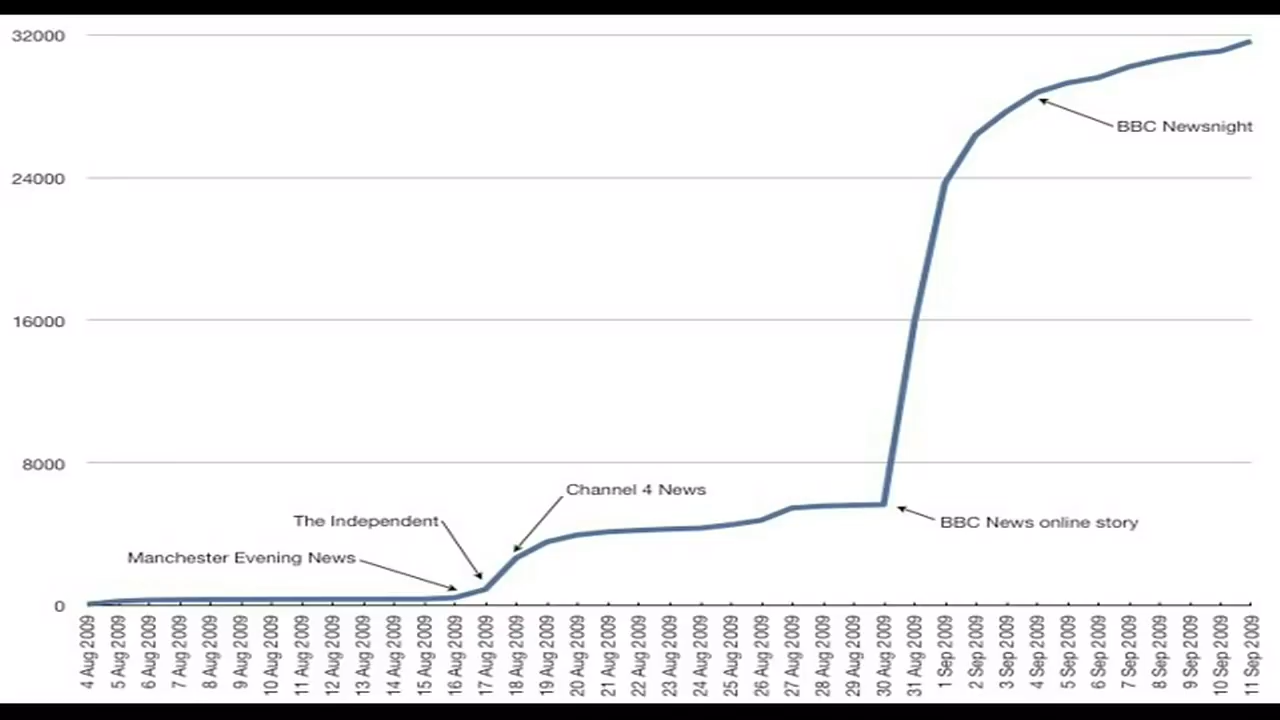 32000
24000
16000
8000
0
BBC Newsnight
Channel 4 News
The Independent
BBC News online story
Manchester Evening News
4 Aug 2009
5 Aug 2009
6 Aug 2009
7 Aug 2009
8 Aug 2009
9 Aug 2009
10 Aug 2009
11 Aug 2009
12 Aug 2009
13 Aug 2009
14 Aug 2009
15 Aug 2009
16 Aug 2009
17 Aug 2009
18 Aug 2009
19 Aug 2009
20 Aug 2009
21 Aug 2009
22 Aug 2009
23 Aug 2009
24 Aug 2009
25 Aug 2009
26 Aug 2009
27 Aug 2009
28 Aug 2009
29 Aug 2009
30 Aug 2009
31 Aug 2009
1 Sep 2009
2 Sep 2009
3 Sep 2009
4 Sep 2009
5 Sep 2009
6 Sep 2009
7 Sep 2009
8 Sep 2009
9 Sep 2009
10 Sep 2009
11 Sep 2009